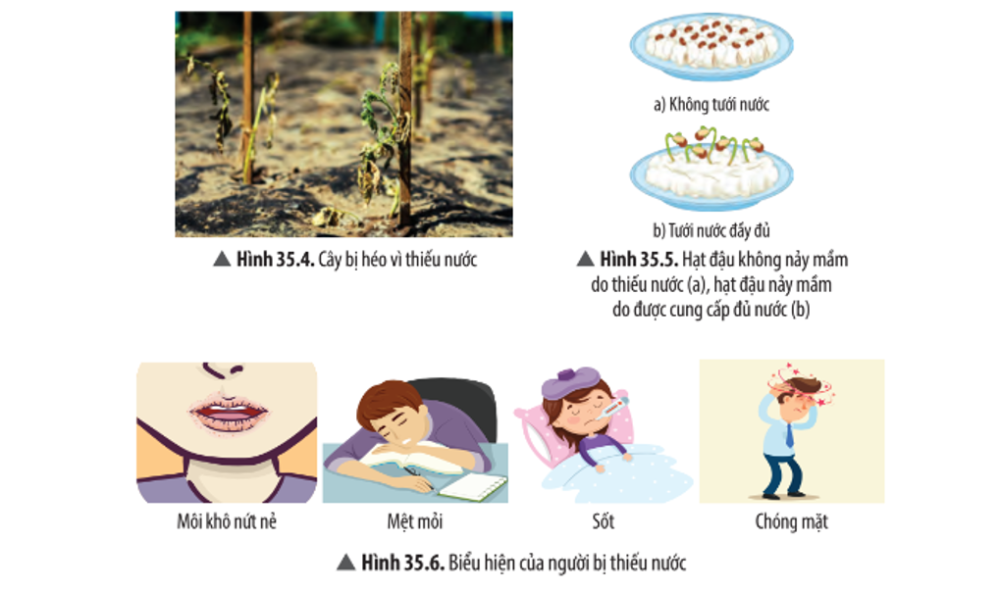 a) Không tưới nước
b) Tưới nước đầy đủ
▲ Hình 35.4. Cây bị héo vì thiếu nước
▲ Hình 35.5. Hạt đậu không nảy mầm
do thiếu nước (a), hạt đậu nảy mầm
do được cung cấp đủ nước (b)
Môi khô nứt nẻ
Mệt mỏi
Sốt
Chóng mặt
▲ Hình 35.6. Biểu hiện của người bị thiếu nước